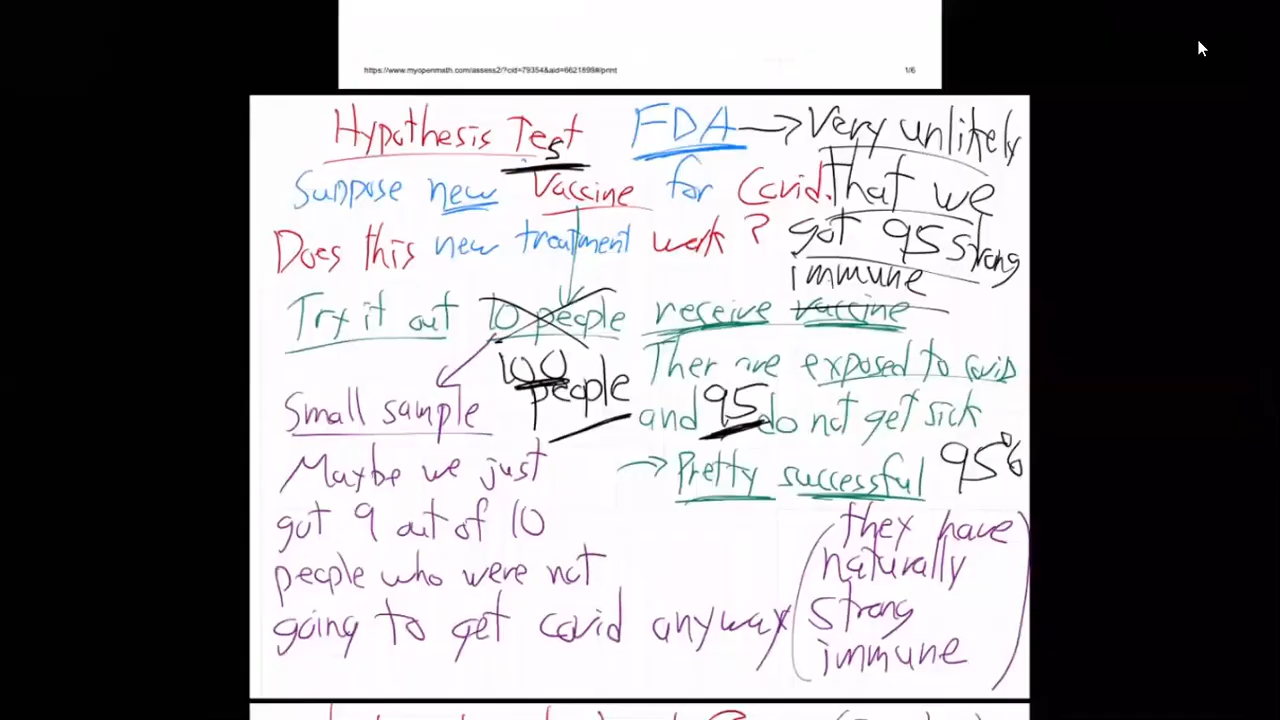 https://www.myopenmath.com/assess2/?cid=79354&aid=6621899#/print 1/6
Hypothesis Test FDA → Very unlikely
Suppose new Vaccine for Covid. That we
Does this new treatment work? got 95 strong
immune
Try it out 10 people receive vaccine
100 people
Ther are exposed to covid
Small sample
and 95 do not get sick
Maybe we just
→ Pretty successful 95%
got 9 out of 10
people who were not
going to get covid anyway
(they have
naturally
strong
immune)